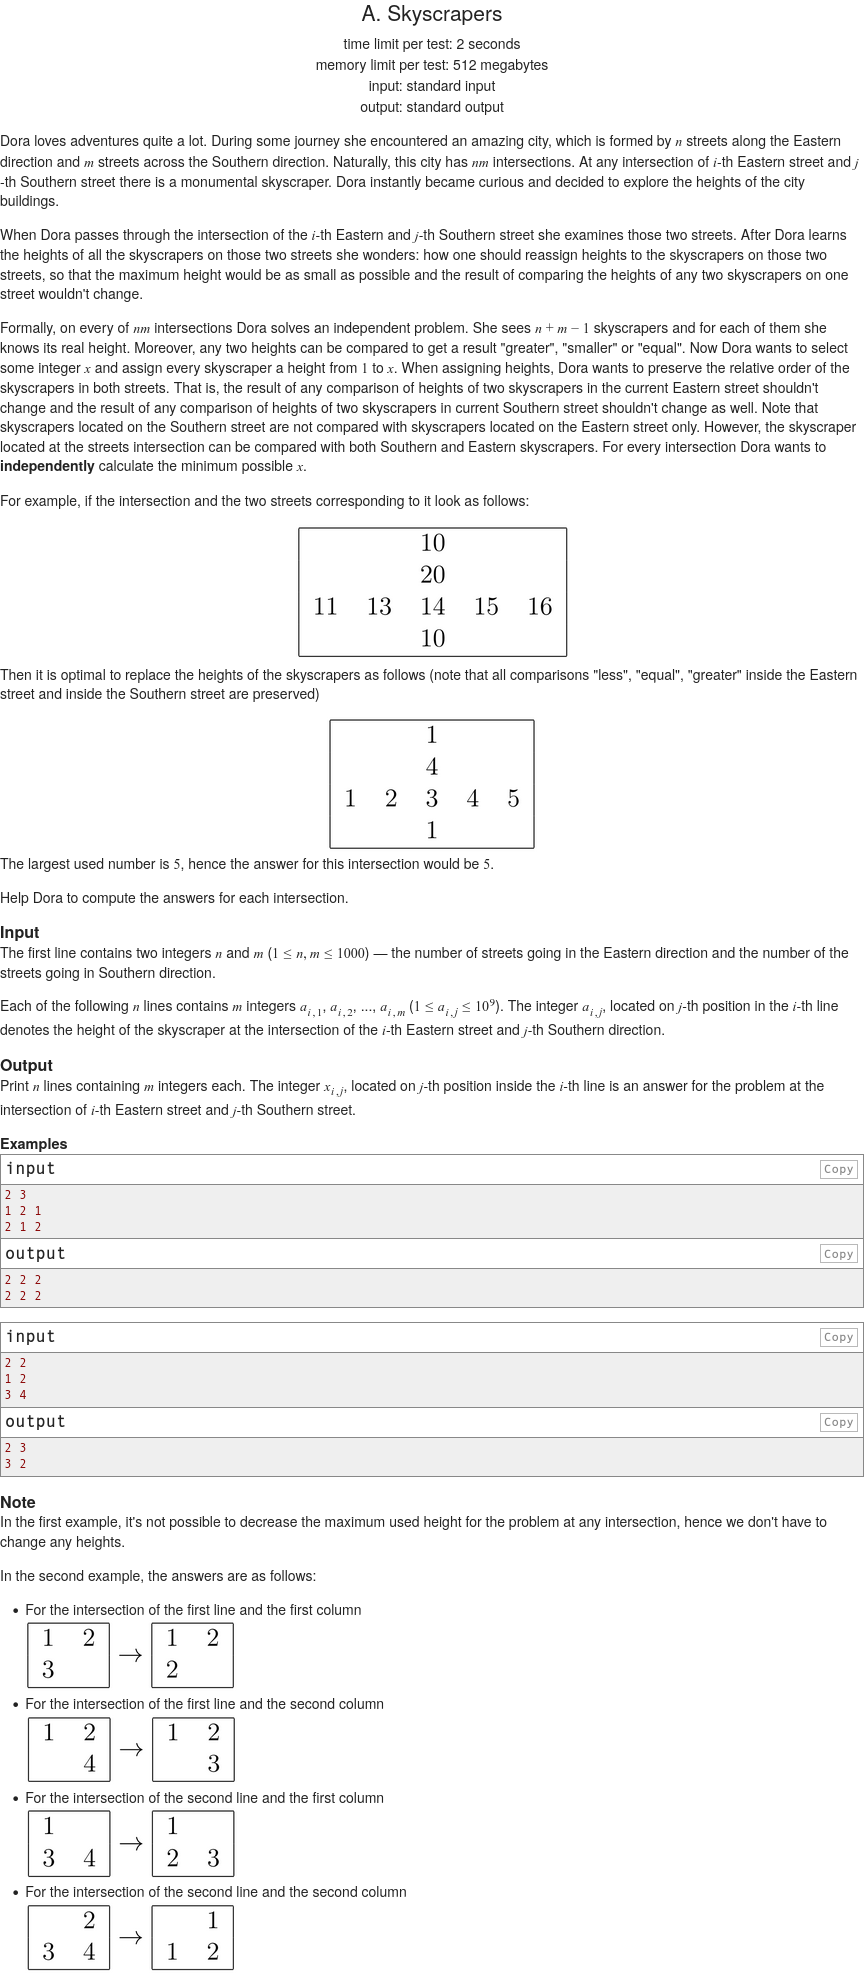 A. Skyscrapers
time limit per test: 2 seconds
memory limit per test: 512 megabytes
input: standard input
output: standard output
Dora loves adventures quite a lot. During some journey she encountered an amazing city, which is formed by n streets along the Eastern
direction and m streets across the Southern direction. Naturally, this city has nm intersections. At any intersection of i-th Eastern street and j
-th Southern street there is a monumental skyscraper. Dora instantly became curious and decided to explore the heights of the city
buildings.
When Dora passes through the intersection of the i-th Eastern and j-th Southern street she examines those two streets. After Dora learns
the heights of all the skyscrapers on those two streets she wonders: how one should reassign heights to the skyscrapers on those two
streets, so that the maximum height would be as small as possible and the result of comparing the heights of any two skyscrapers on one
street wouldn't change.
Formally, on every of nm intersections Dora solves an independent problem. She sees n + m − 1 skyscrapers and for each of them she
knows its real height. Moreover, any two heights can be compared to get a result "greater", "smaller" or "equal". Now Dora wants to select
some integer x and assign every skyscraper a height from 1 to x. When assigning heights, Dora wants to preserve the relative order of the
skyscrapers in both streets. That is, the result of any comparison of heights of two skyscrapers in the current Eastern street shouldn't
change and the result of any comparison of heights of two skyscrapers in current Southern street shouldn't change as well. Note that
skyscrapers located on the Southern street are not compared with skyscrapers located on the Eastern street only. However, the skyscraper
located at the streets intersection can be compared with both Southern and Eastern skyscrapers. For every intersection Dora wants to
independently calculate the minimum possible x.
For example, if the intersection and the two streets corresponding to it look as follows:
10
20
11 13 14 15 16
10
Then it is optimal to replace the heights of the skyscrapers as follows (note that all comparisons "less", "equal", "greater" inside the Eastern
street and inside the Southern street are preserved)
1
4
1 2 3 4 5
1
The largest used number is 5, hence the answer for this intersection would be 5.
Help Dora to compute the answers for each intersection.
Input
The first line contains two integers n and m (1 ≤ n, m ≤ 1000) — the number of streets going in the Eastern direction and the number of the
streets going in Southern direction.
Each of the following n lines contains m integers a_{i,1}, a_{i,2}, ..., a_{i,m} (1 ≤ a_{i,j} ≤ 10^9). The integer a_{i,j}, located on j-th position in the i-th line
denotes the height of the skyscraper at the intersection of the i-th Eastern street and j-th Southern direction.
Output
Print n lines containing m integers each. The integer x_{i,j}, located on j-th position inside the i-th line is an answer for the problem at the
intersection of i-th Eastern street and j-th Southern street.
Examples
input Copy
2 3
1 2 1
2 1 2
output Copy
2 2 2
2 2 2
input Copy
2 2
1 2
3 4
output Copy
2 3
3 2
Note
In the first example, it's not possible to decrease the maximum used height for the problem at any intersection, hence we don't have to
change any heights.
In the second example, the answers are as follows:
• For the intersection of the first line and the first column
1 2 → 1 2
3 2
• For the intersection of the first line and the second column
1 2 → 1 2
4 3
• For the intersection of the second line and the first column
1 → 1
3 4 2 3
• For the intersection of the second line and the second column
2 → 1
3 4 1 2